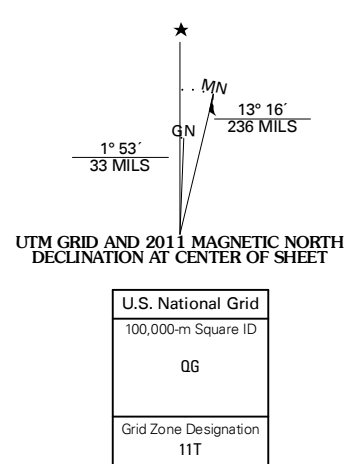 MN
GN
13° 16´
236 MILS
1° 53´
33 MILS
UTM GRID AND 2011 MAGNETIC NORTH
DECLINATION AT CENTER OF SHEET
U.S. National Grid
100,000-m Square ID
QG
Grid Zone Designation
11T